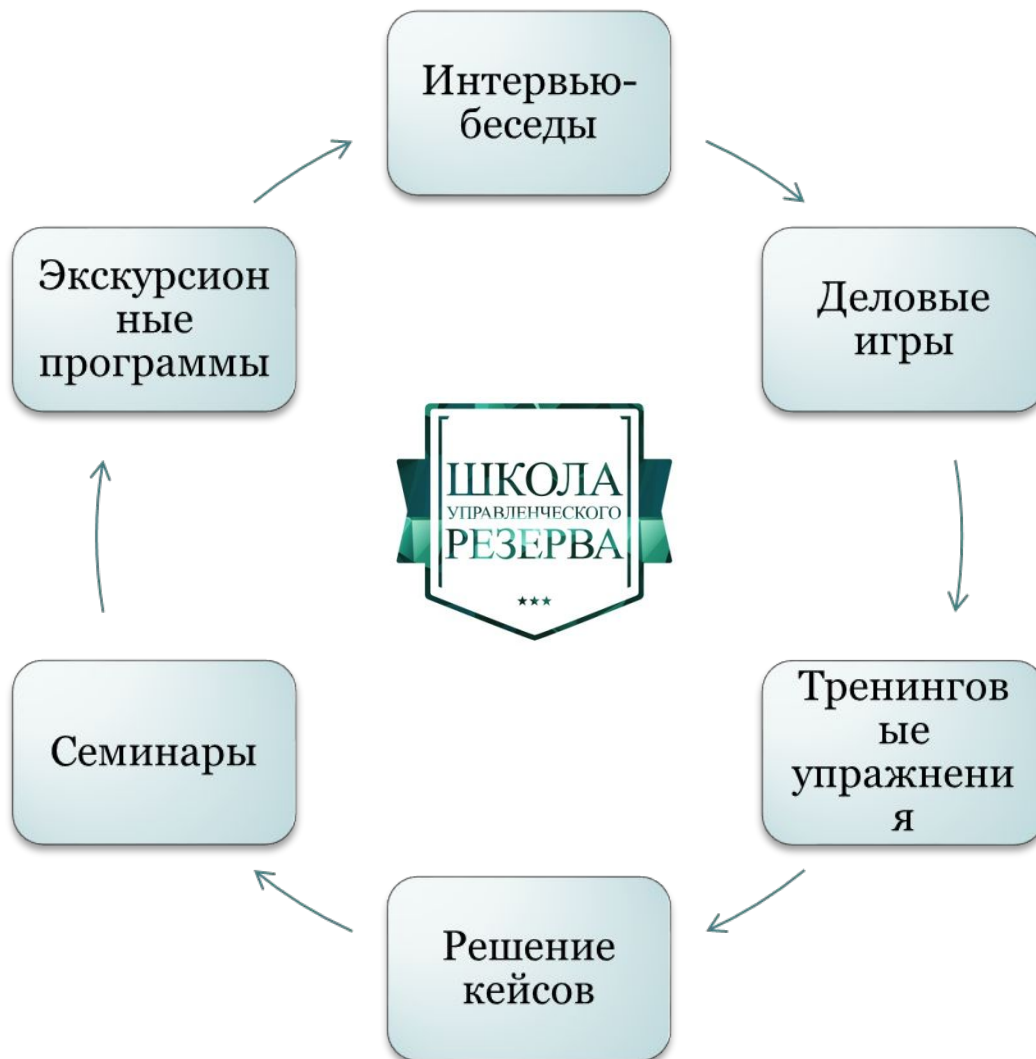 Интервью-
беседы
Деловые
игры
Тренингов
ые
упражнени
я
Решение
кейсов
Семинары
Экскурсион
ные
программы
ШКОЛА
УПРАВЛЕНЧЕСКОГО
РЕЗЕРВА